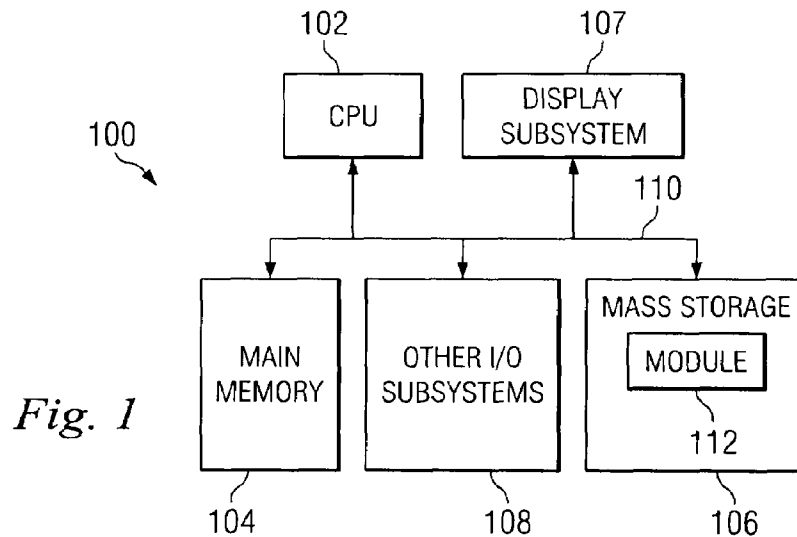 102
107
CPU
DISPLAY
SUBSYSTEM
100
110
MAIN
MEMORY
OTHER I/O
SUBSYSTEMS
MASS STORAGE
MODULE
112
Fig. 1
104
108
106